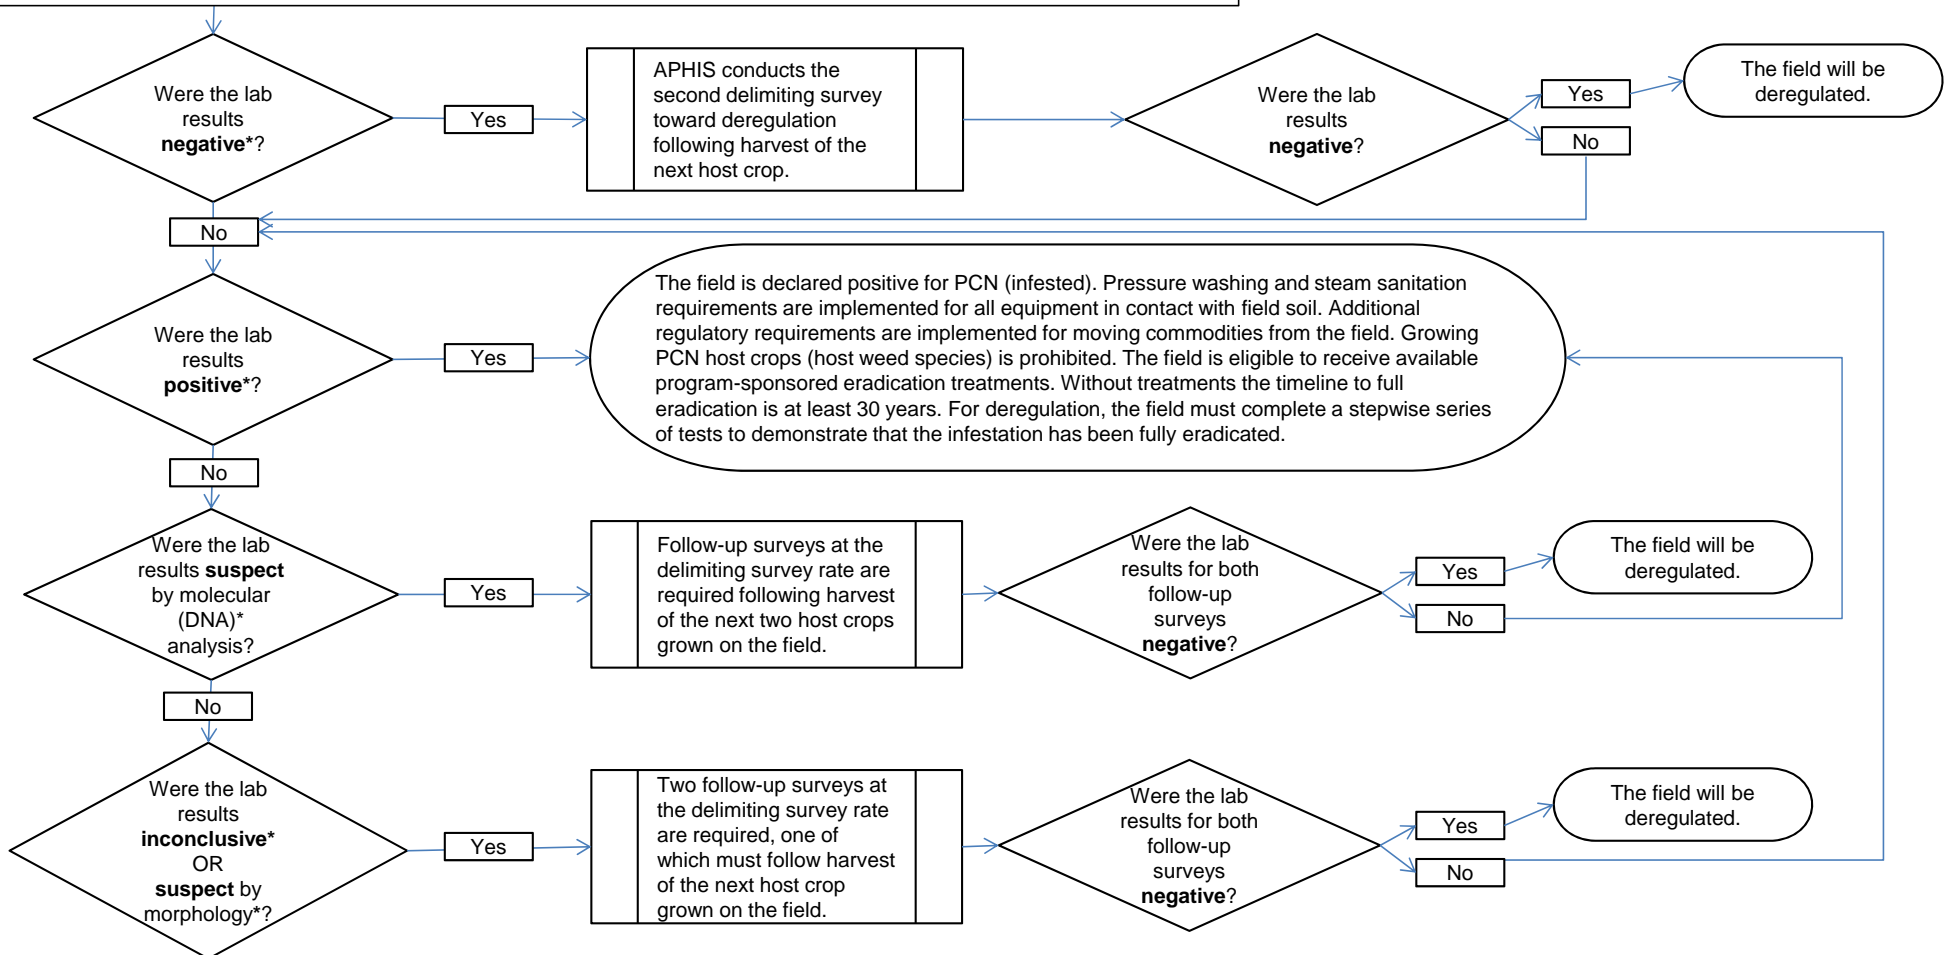 Were the lab
results
negative*?
Yes
APHIS conducts the
second delimiting survey
toward deregulation
following harvest of the
next host crop.
Were the lab
results
negative?
Yes
No
The field will be
deregulated.
No
Were the lab
results
positive*?
Yes
The field is declared positive for PCN (infested). Pressure washing and steam sanitation
requirements are implemented for all equipment in contact with field soil. Additional
regulatory requirements are implemented for moving commodities from the field. Growing
PCN host crops (host weed species) is prohibited. The field is eligible to receive available
program-sponsored eradication treatments. Without treatments the timeline to full
eradication is at least 30 years. For deregulation, the field must complete a stepwise series
of tests to demonstrate that the infestation has been fully eradicated.
No
Were the lab
results suspect
by molecular
(DNA)*
analysis?
Yes
Follow-up surveys at the
delimiting survey rate are
required following harvest
of the next two host crops
grown on the field.
Were the lab
results for both
follow-up
surveys
negative?
Yes
No
The field will be
deregulated.
No
Were the lab
results
inconclusive*
OR
suspect by
morphology*?
Yes
Two follow-up surveys at
the delimiting survey rate
are required, one of
which must follow harvest
of the next host crop
grown on the field.
Were the lab
results for both
follow-up
surveys
negative?
Yes
No
The field will be
deregulated.